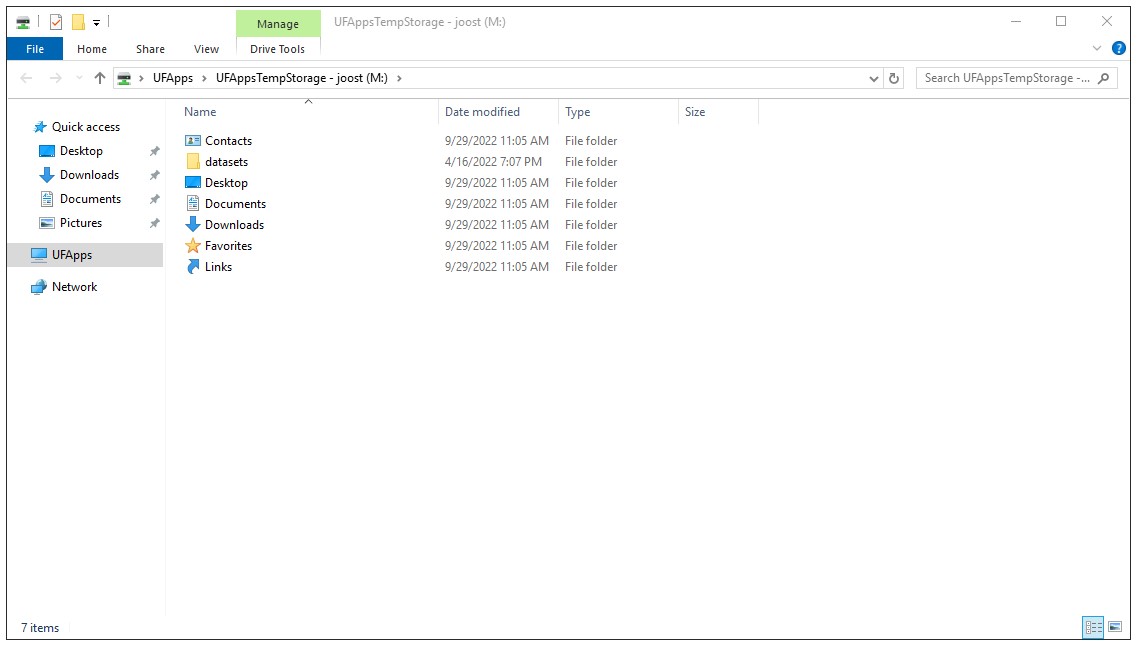 Manage UFAppsTempStorage - joost (M:)
File Home Share View Drive Tools ?
UFApps UFAppsTempStorage - joost (M:) Search UFAppsTempStorage -...
Name Date modified Type Size
Quick access
Desktop
Downloads
Documents
Pictures
UFApps
Network
Contacts 9/29/2022 11:05 AM File folder
datasets 4/16/2022 7:07 PM File folder
Desktop 9/29/2022 11:05 AM File folder
Documents 9/29/2022 11:05 AM File folder
Downloads 9/29/2022 11:05 AM File folder
Favorites 9/29/2022 11:05 AM File folder
Links 9/29/2022 11:05 AM File folder
7 items